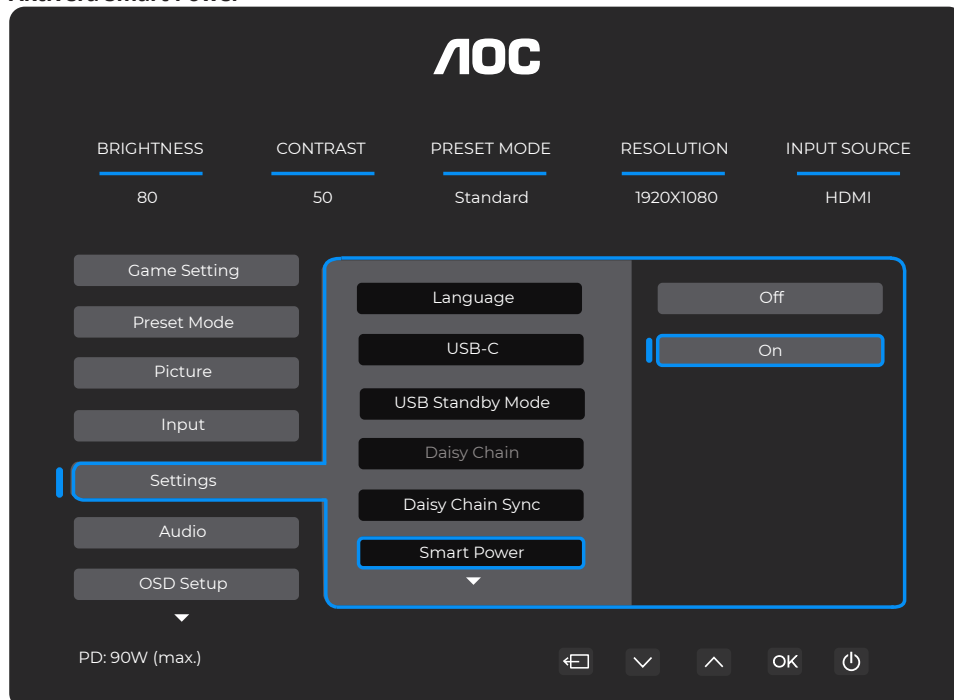 AOC
BRIGHTNESS CONTRAST PRESET MODE RESOLUTION INPUT SOURCE
80 50 Standard 1920X1080 HDMI
Game Setting
Preset Mode
Picture
Input
Settings
Audio
OSD Setup
Language
USB-C
USB Standby Mode
Daisy Chain
Daisy Chain Sync
Smart Power
Off
On
PD: 90W (max.)
OK